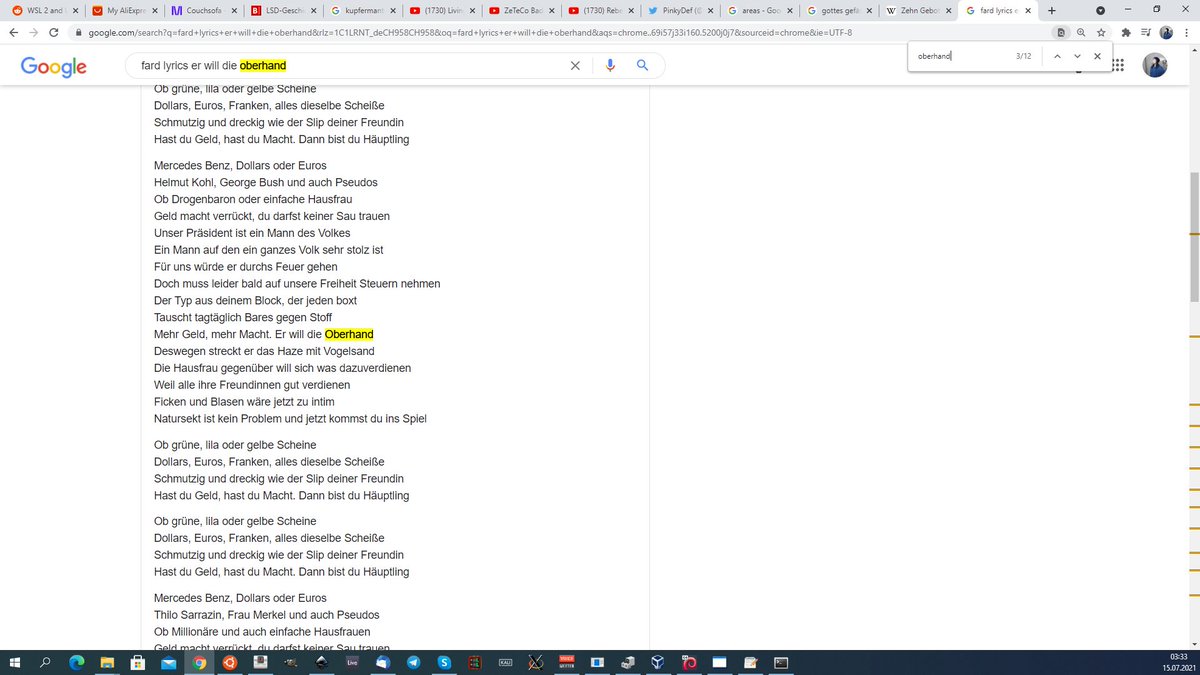 WSL 2 and
My AliExpre
Couchsofa
LSD-Geschi
kupferman
(1730) Livin
ZeTeCo Bad
(1730) Rebe
PinkyDef (@
areas - Goo
gottes gefä
Zehn Gebot
fard lyrics e
google.com/search?q=fard+lyrics+er+will+die+oberhand&rlz=1C1LRNT_deCH958CH958&oq=fard+lyrics+er+will+die+oberhand&aqs=chrome..69i57j33i160.5200j0j7&sourceid=chrome&ie=UTF-8
oberhand
3/12
Google
fard lyrics er will die oberhand
Ob grüne, lila oder gelbe Scheine
Dollars, Euros, Franken, alles dieselbe Scheiße
Schmutzig und dreckig wie der Slip deiner Freundin
Hast du Geld, hast du Macht. Dann bist du Häuptling
Mercedes Benz, Dollars oder Euros
Helmut Kohl, George Bush und auch Pseudos
Ob Drogenbaron oder einfache Hausfrau
Geld macht verrückt, du darfst keiner Sau trauen
Unser Präsident ist ein Mann des Volkes
Ein Mann auf den ein ganzes Volk sehr stolz ist
Für uns würde er durchs Feuer gehen
Doch muss leider bald auf unsere Freiheit Steuern nehmen
Der Typ aus deinem Block, der jeden boxt
Tauscht tagtäglich Bares gegen Stoff
Mehr Geld, mehr Macht. Er will die Oberhand
Deswegen streckt er das Haze mit Vogelsand
Die Hausfrau gegenüber will sich was dazuverdienen
Weil alle ihre Freundinnen gut verdienen
Ficken und Blasen wäre jetzt zu intim
Natursekt ist kein Problem und jetzt kommst du ins Spiel
Ob grüne, lila oder gelbe Scheine
Dollars, Euros, Franken, alles dieselbe Scheiße
Schmutzig und dreckig wie der Slip deiner Freundin
Hast du Geld, hast du Macht. Dann bist du Häuptling
Ob grüne, lila oder gelbe Scheine
Dollars, Euros, Franken, alles dieselbe Scheiße
Schmutzig und dreckig wie der Slip deiner Freundin
Hast du Geld, hast du Macht. Dann bist du Häuptling
Mercedes Benz, Dollars oder Euros
Thilo Sarrazin, Frau Merkel und auch Pseudos
Ob Millionäre und auch einfache Hausfrauen
Geld macht verrückt, du darfst keiner Sau trauen
Live
KAU
03:33
15.07.2021